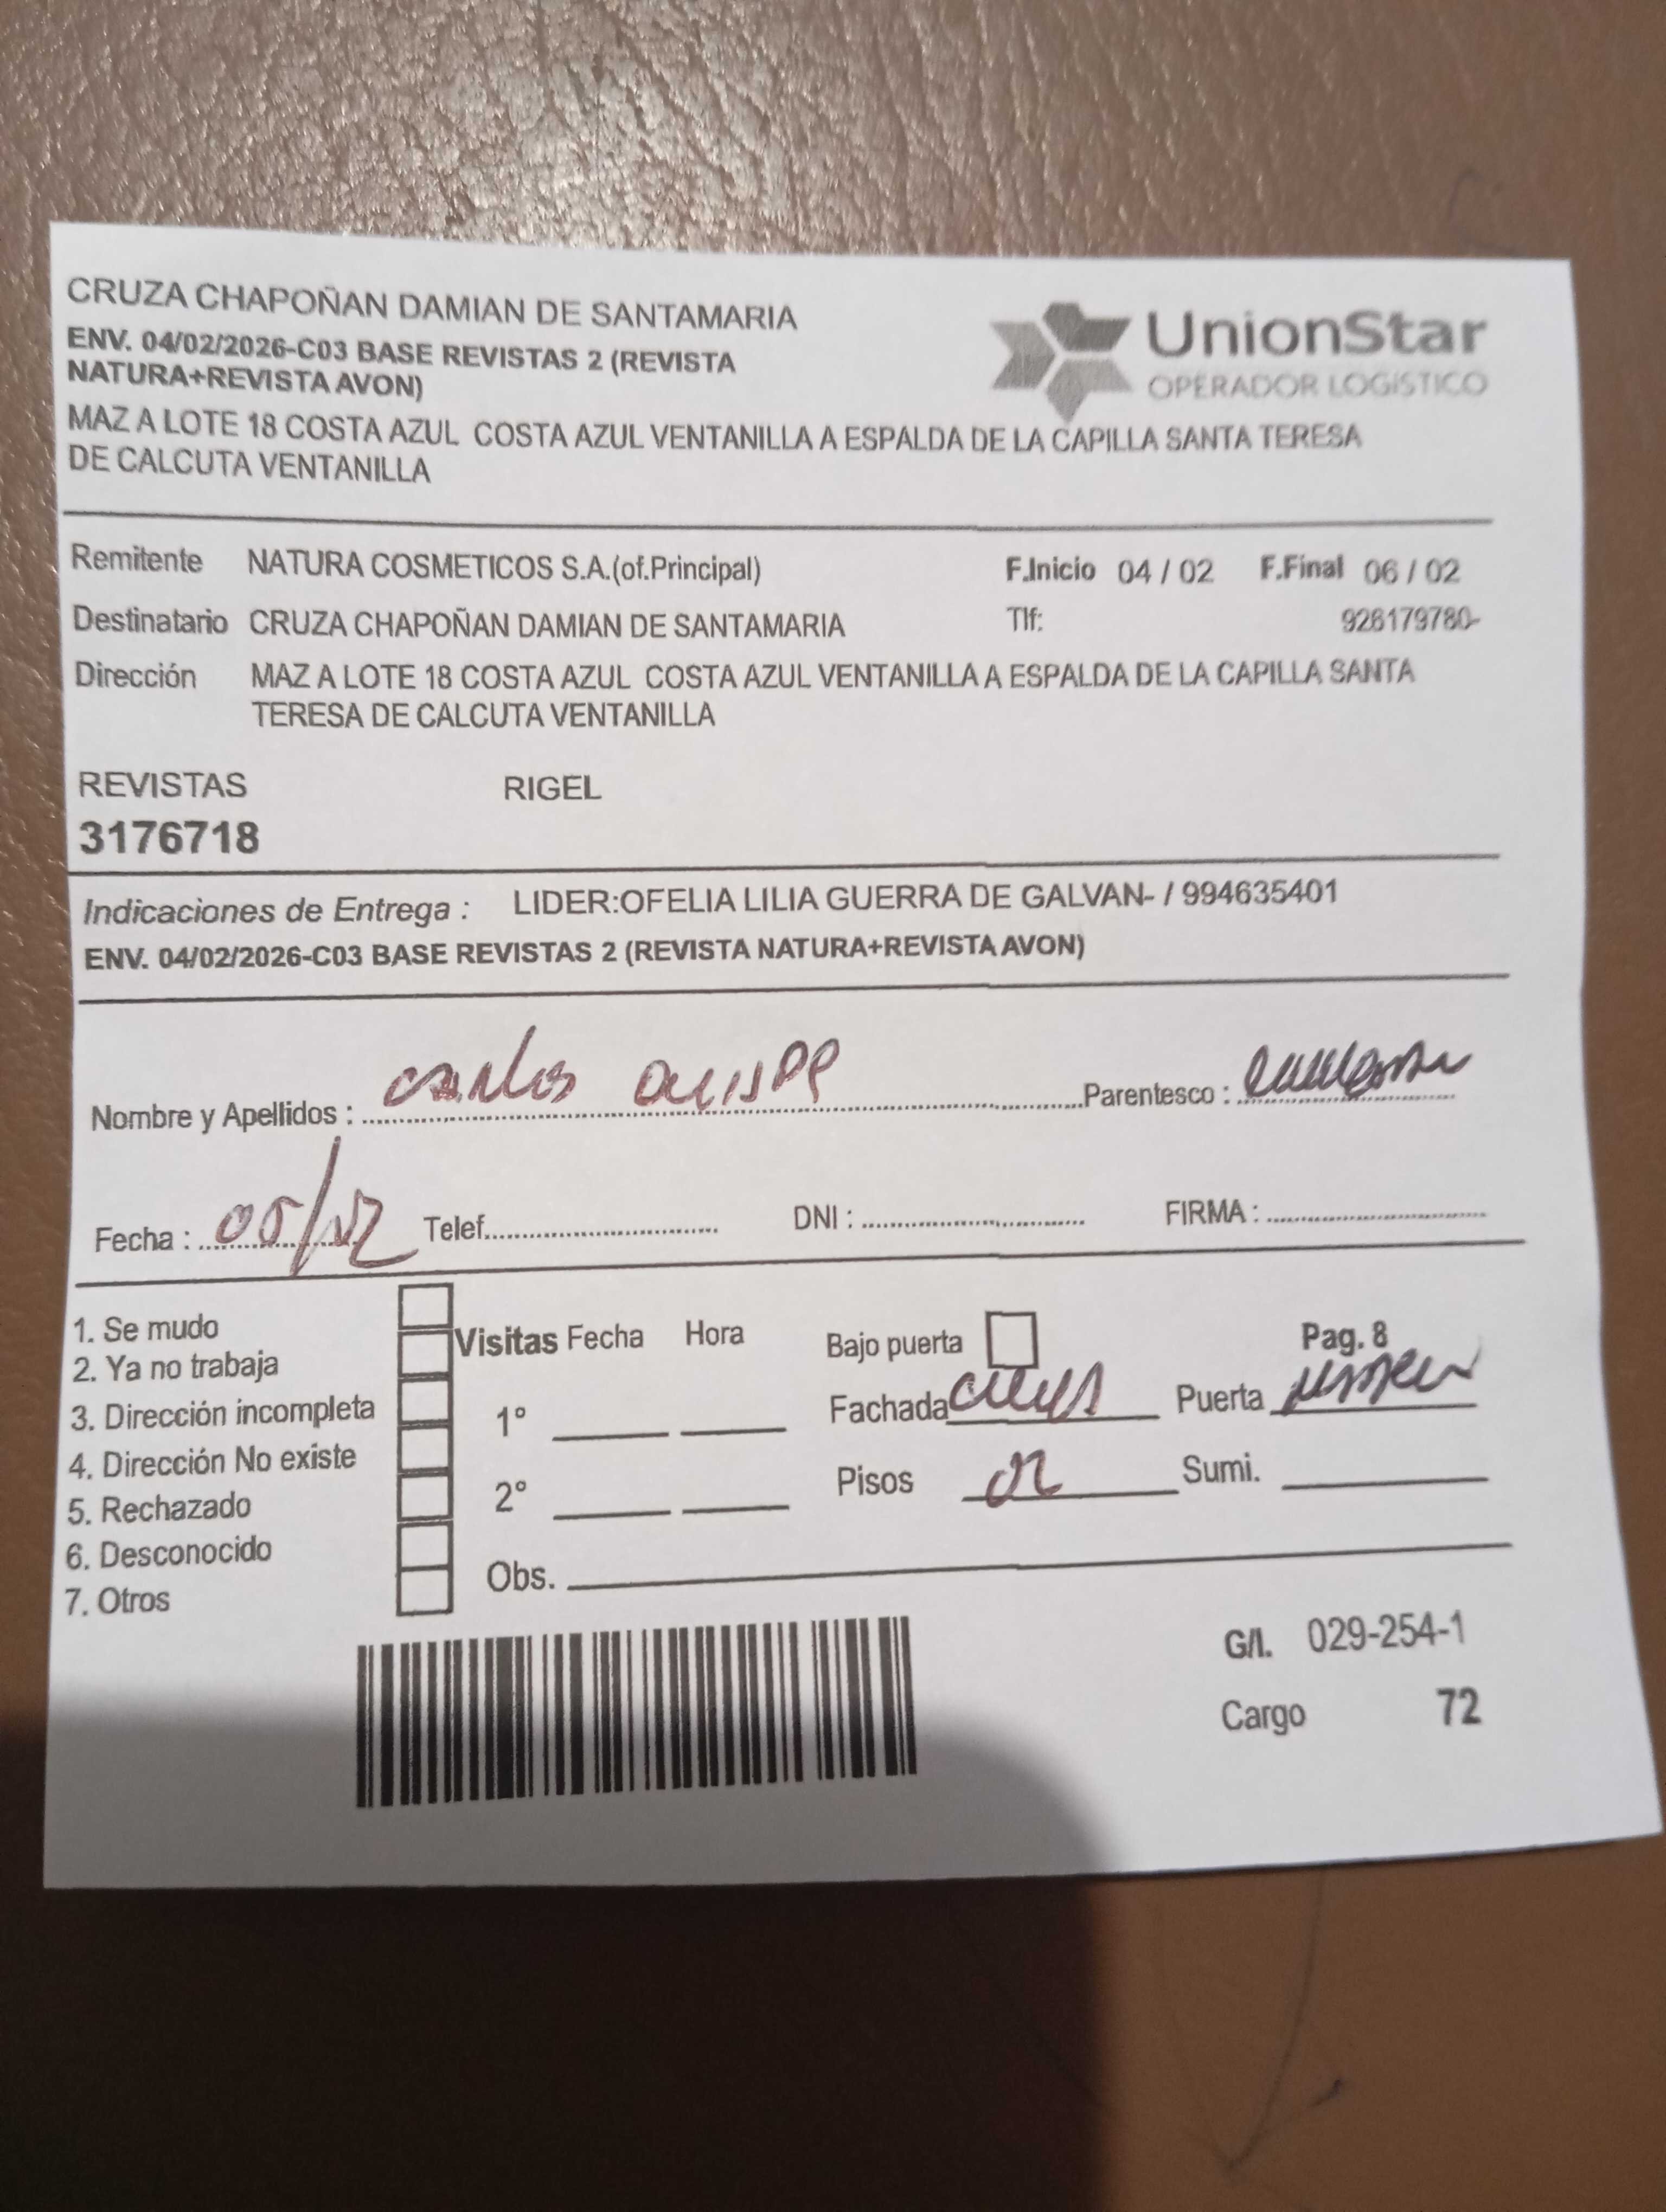 CRUZA CHAPOÑAN DAMIAN DE SANTAMARIA
ENV. 04/02/2026-C03 BASE REVISTAS 2 (REVISTA
NATURA+REVISTA AVON)
UnionStar
OPERADOR LOGíSTICO
MAZ A LOTE 18 COSTA AZUL COSTA AZUL VENTANILLA A ESPALDA DE LA CAPILLA SANTA TERESA
DE CALCUTA VENTANILLA
Remitente NATURA COSMETICOS S.A.(of.Principal) F.Inicio 04 / 02 F.Final 06 / 02
Destinatario CRUZA CHAPOÑAN DAMIAN DE SANTAMARIA Tlf: 926179780-
Dirección MAZ A LOTE 18 COSTA AZUL COSTA AZUL VENTANILLA A ESPALDA DE LA CAPILLA SANTA
TERESA DE CALCUTA VENTANILLA
REVISTAS RIGEL
3176718
Indicaciones de Entrega : LIDER:OFELIA LILIA GUERRA DE GALVAN- / 994635401
ENV. 04/02/2026-C03 BASE REVISTAS 2 (REVISTA NATURA+REVISTA AVON)
Nombre y Apellidos : Carlos Quispe Parentesco :
Fecha : 05/02 Telef. DNI : FIRMA :
1. Se mudo
2. Ya no trabaja
3. Dirección incompleta
4. Dirección No existe
5. Rechazado
6. Desconocido
7. Otros
Visitas Fecha Hora
1°
2°
Obs.
Bajo puerta Pag. 8
Fachada Puerta
Pisos 02 Sumi.
G/I. 029-254-1
Cargo 72